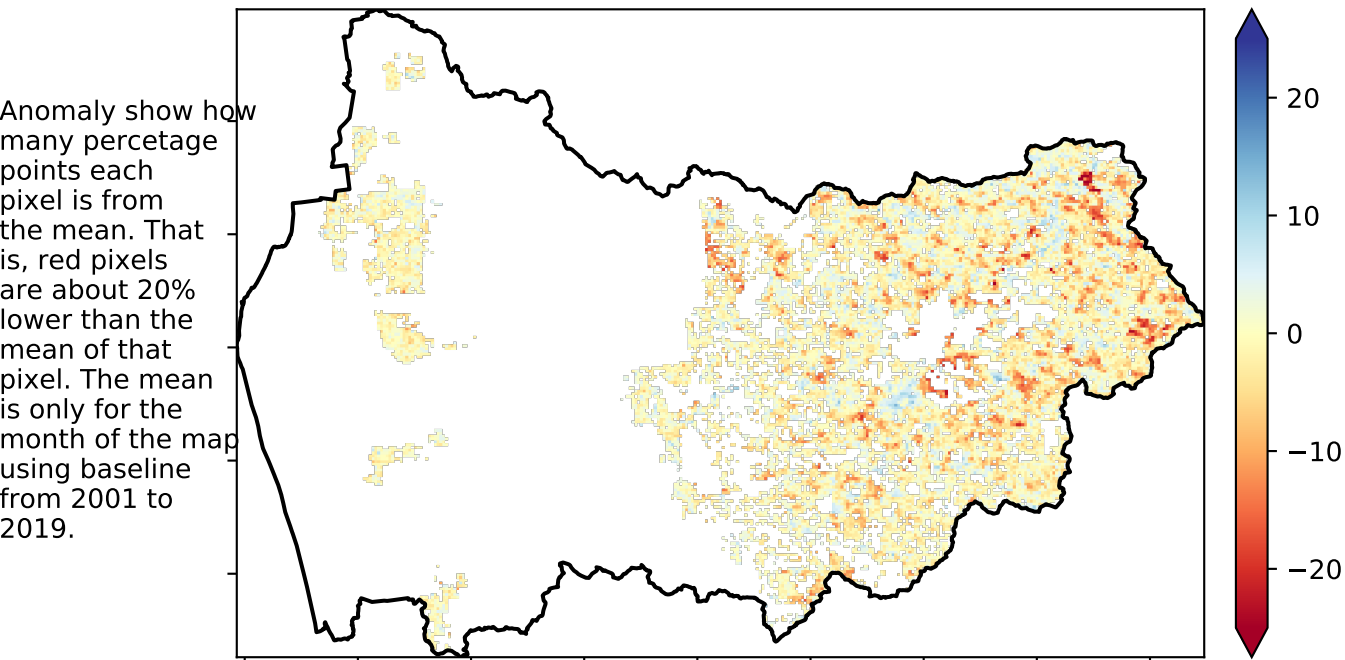 Anomaly show how
many percetage
points each
pixel is from
the mean. That
is, red pixels
are about 20%
lower than the
mean of that
pixel. The mean
is only for the
month of the map
using baseline
from 2001 to
2019.
20
10
0
−10
−20